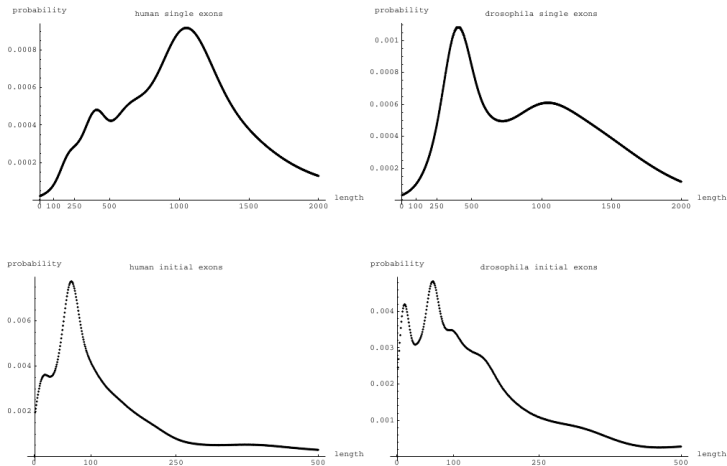 probability
human single exons
0.0008
0.0006
0.0004
0.0002
0 100 250 500 1000 1500 2000
length
probability
drosophila single exons
0.001
0.0008
0.0006
0.0004
0.0002
0 100 250 500 1000 1500 2000
length
probability
human initial exons
0.006
0.004
0.002
0 100 250 500
length
probability
drosophila initial exons
0.004
0.003
0.002
0.001
0 100 250 500
length